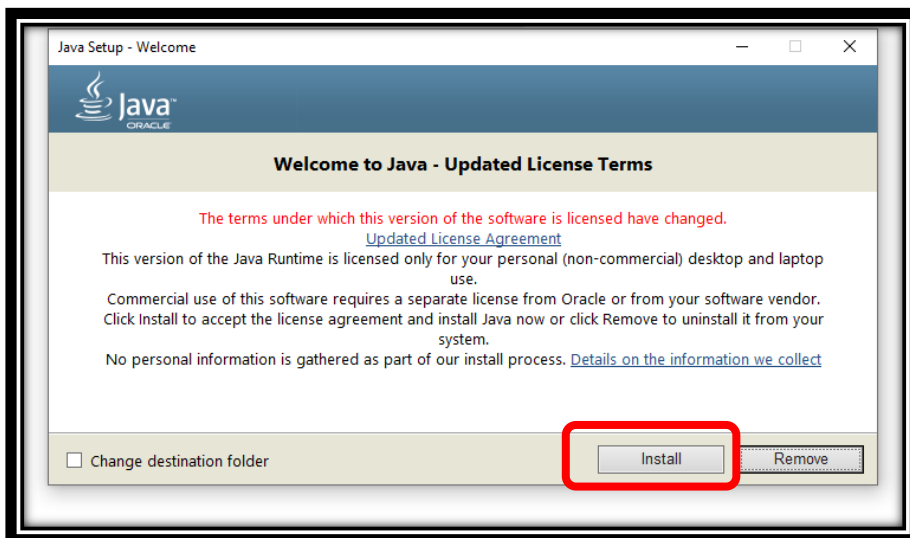 Java Setup - Welcome
Java™
ORACLE
Welcome to Java - Updated License Terms
The terms under which this version of the software is licensed have changed.
Updated License Agreement
This version of the Java Runtime is licensed only for your personal (non-commercial) desktop and laptop
use.
Commercial use of this software requires a separate license from Oracle or from your software vendor.
Click Install to accept the license agreement and install Java now or click Remove to uninstall it from your
system.
No personal information is gathered as part of our install process. Details on the information we collect
Change destination folder
Install
Remove